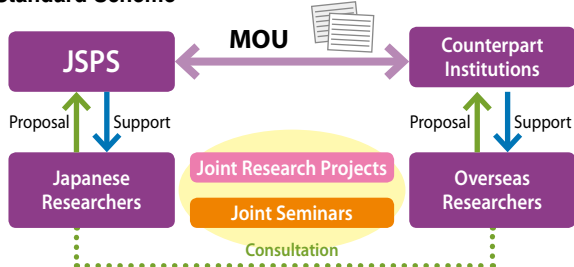 Standard Scheme
MOU
JSPS
Counterpart
Institutions
Proposal
Support
Proposal
Support
Joint Research Projects
Japanese
Researchers
Overseas
Researchers
Joint Seminars
Consultation